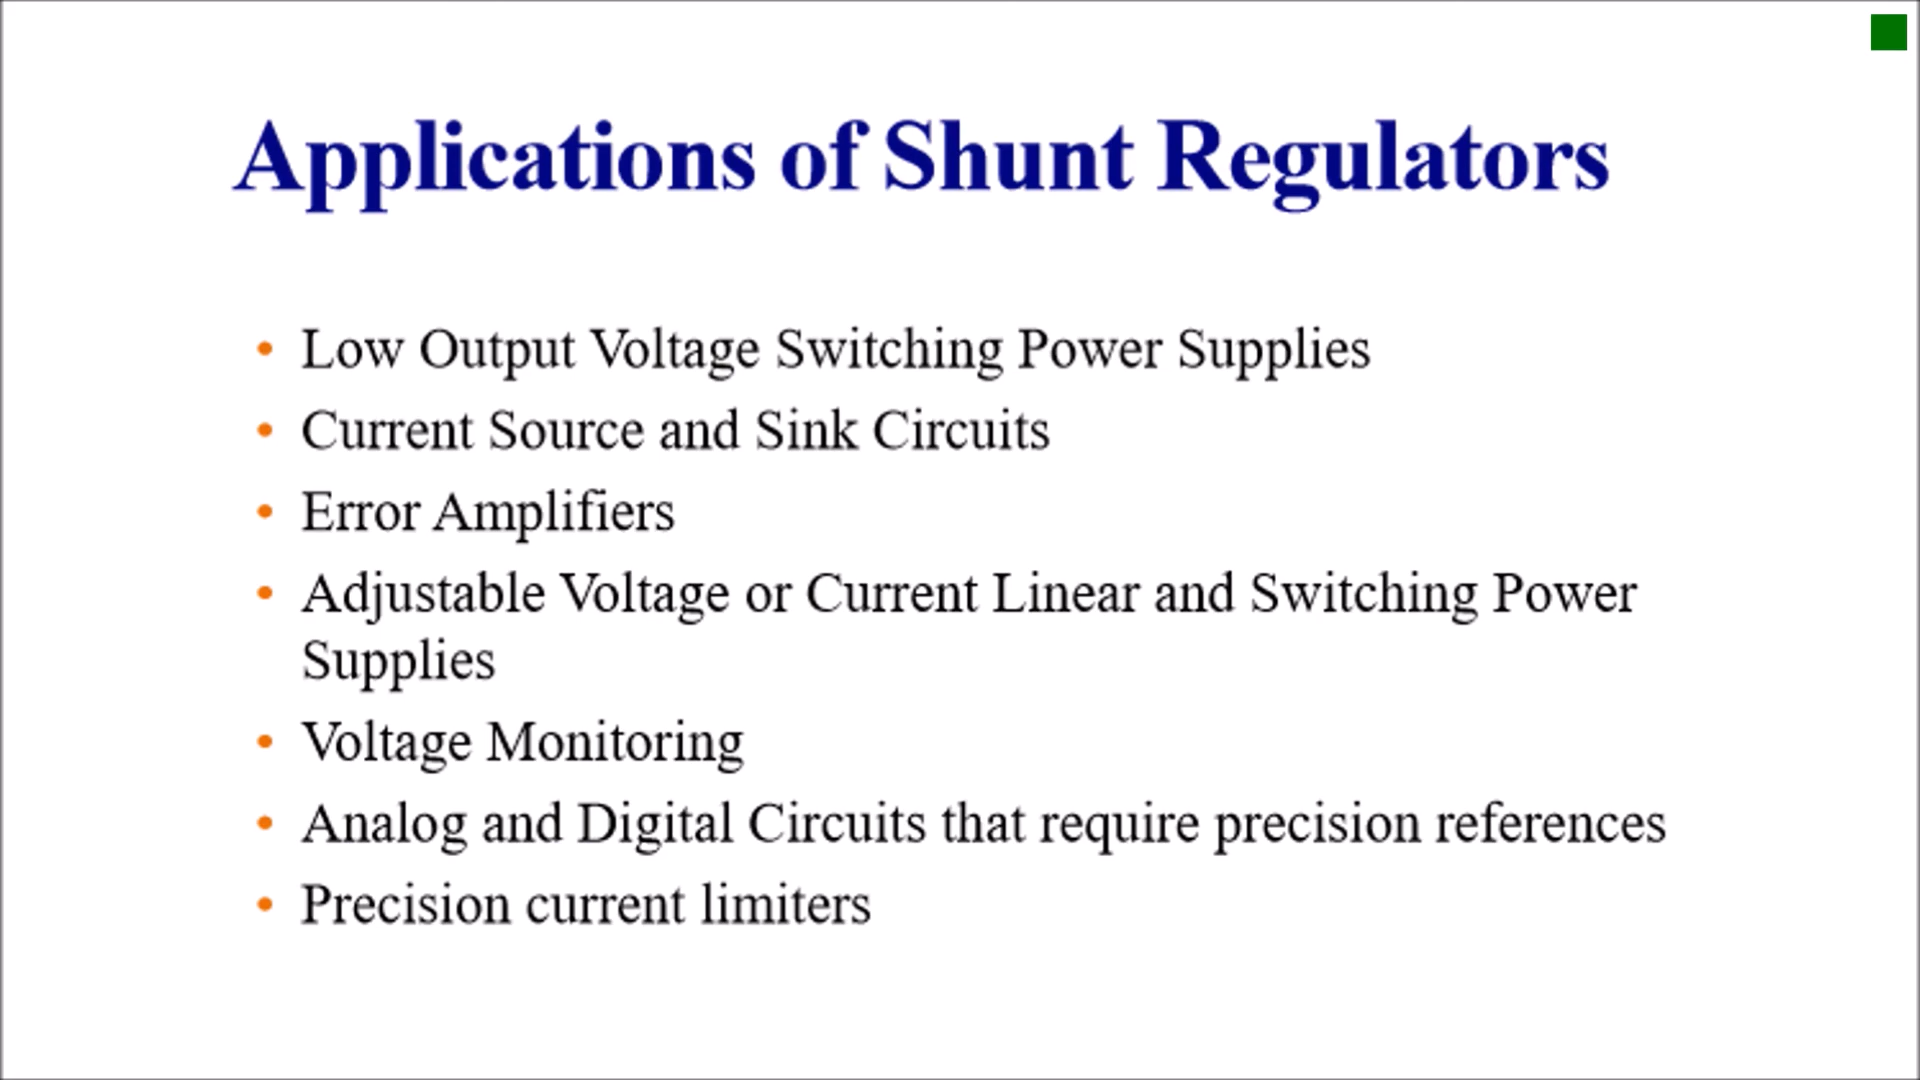 Applications of Shunt Regulators
• Low Output Voltage Switching Power Supplies
• Current Source and Sink Circuits
• Error Amplifiers
• Adjustable Voltage or Current Linear and Switching Power
Supplies
• Voltage Monitoring
• Analog and Digital Circuits that require precision references
• Precision current limiters